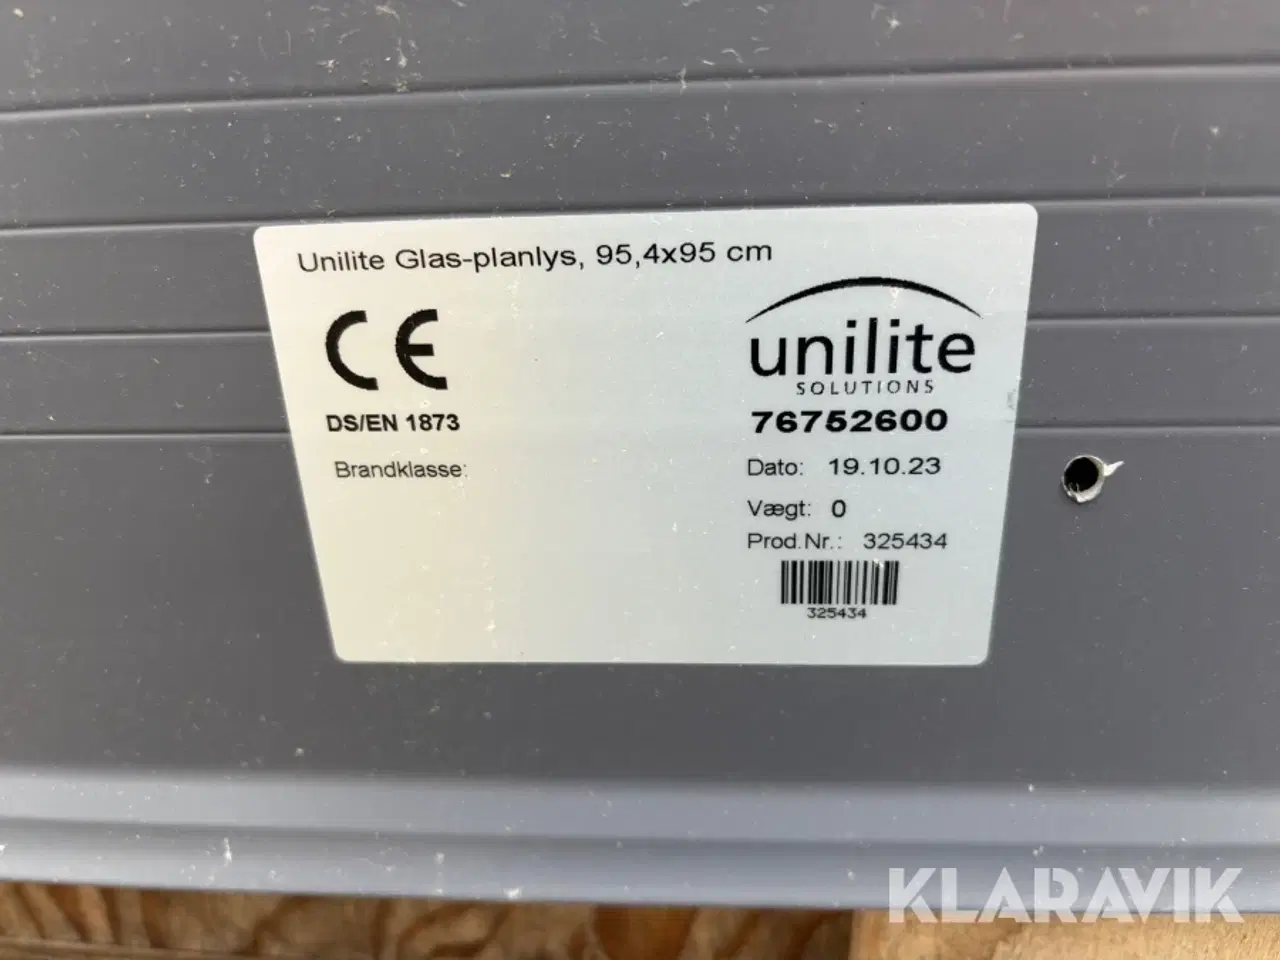 Unilite Glas-planlys, 95,4x95 cm
CE
DS/EN 1873
Brandklasse:
unilite
SOLUTIONS
76752600
Dato: 19.10.23
Vægt: 0
Prod.Nr.: 325434
325434
KLARAVIK